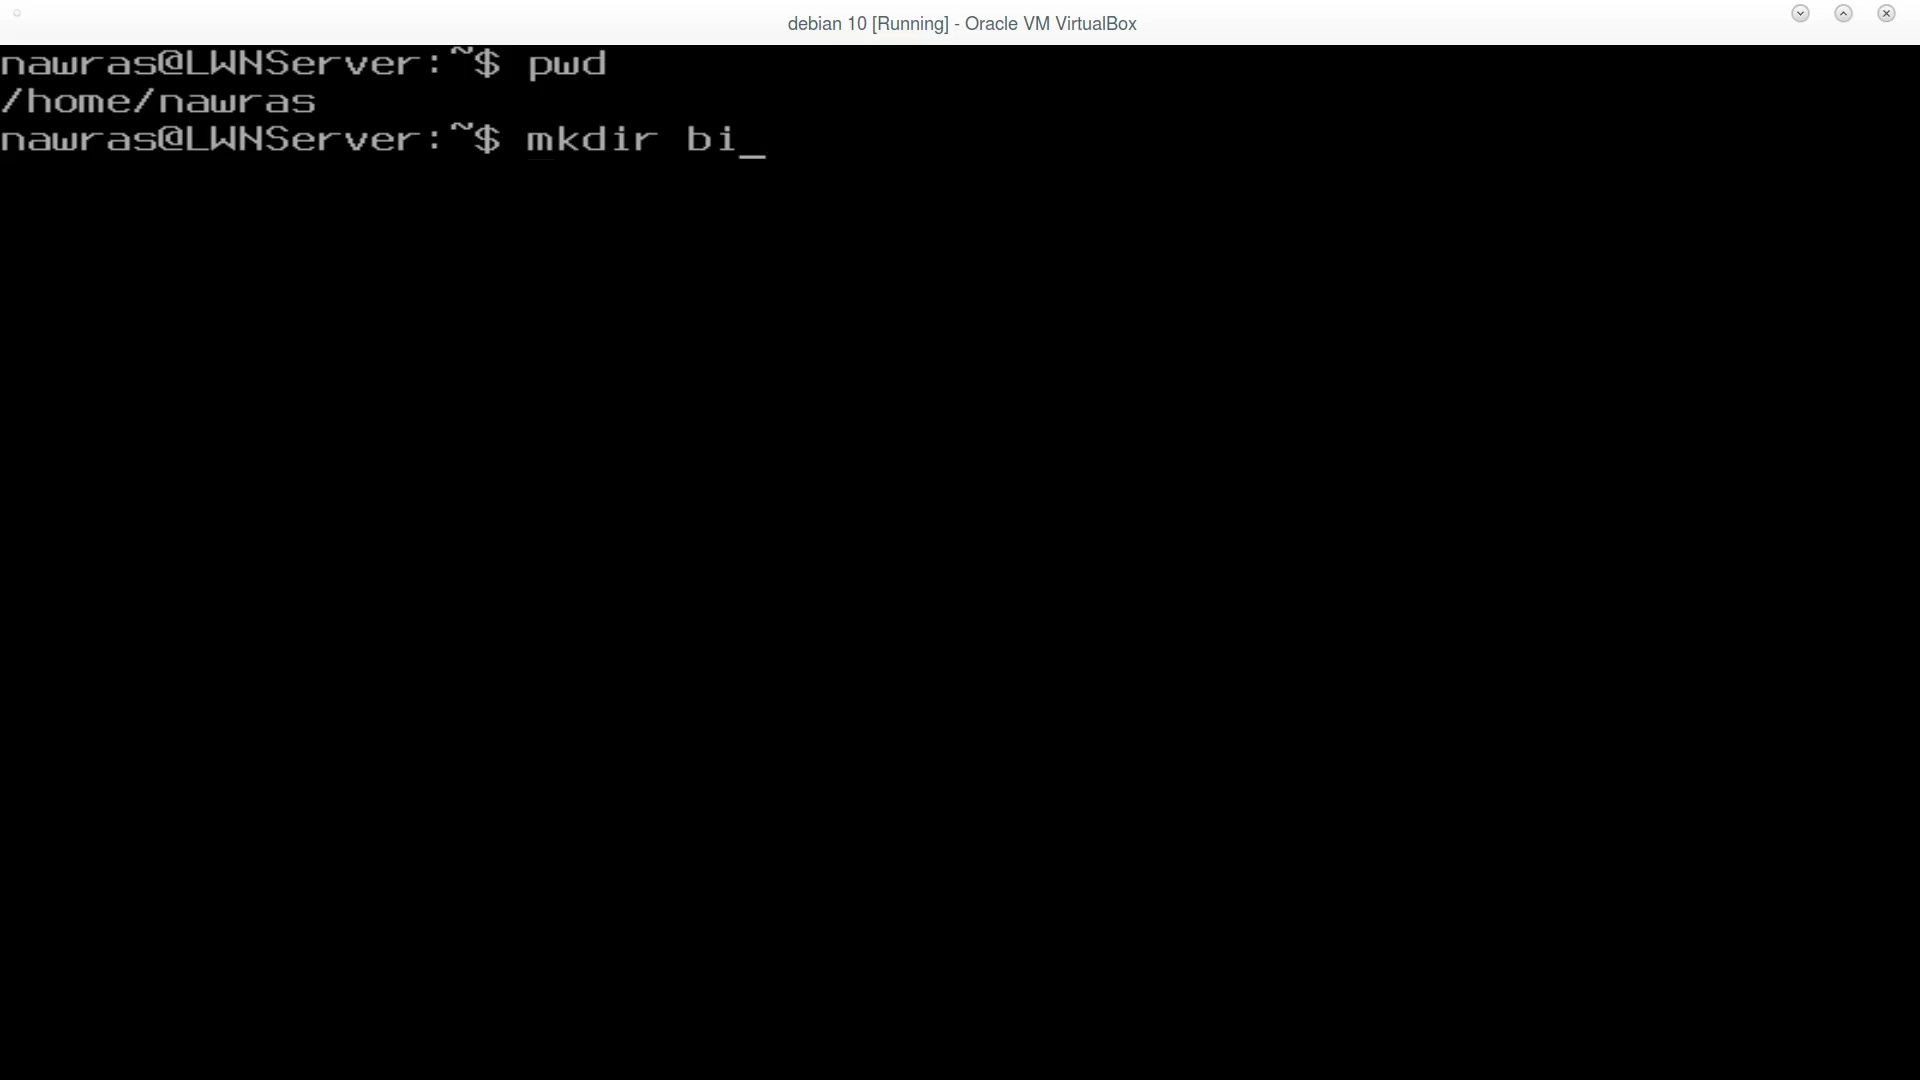 debian 10 [Running] - Oracle VM VirtualBox
nawras@LWNServer:~$ pwd
/home/nawras
nawras@LWNServer:~$ mkdir bi_